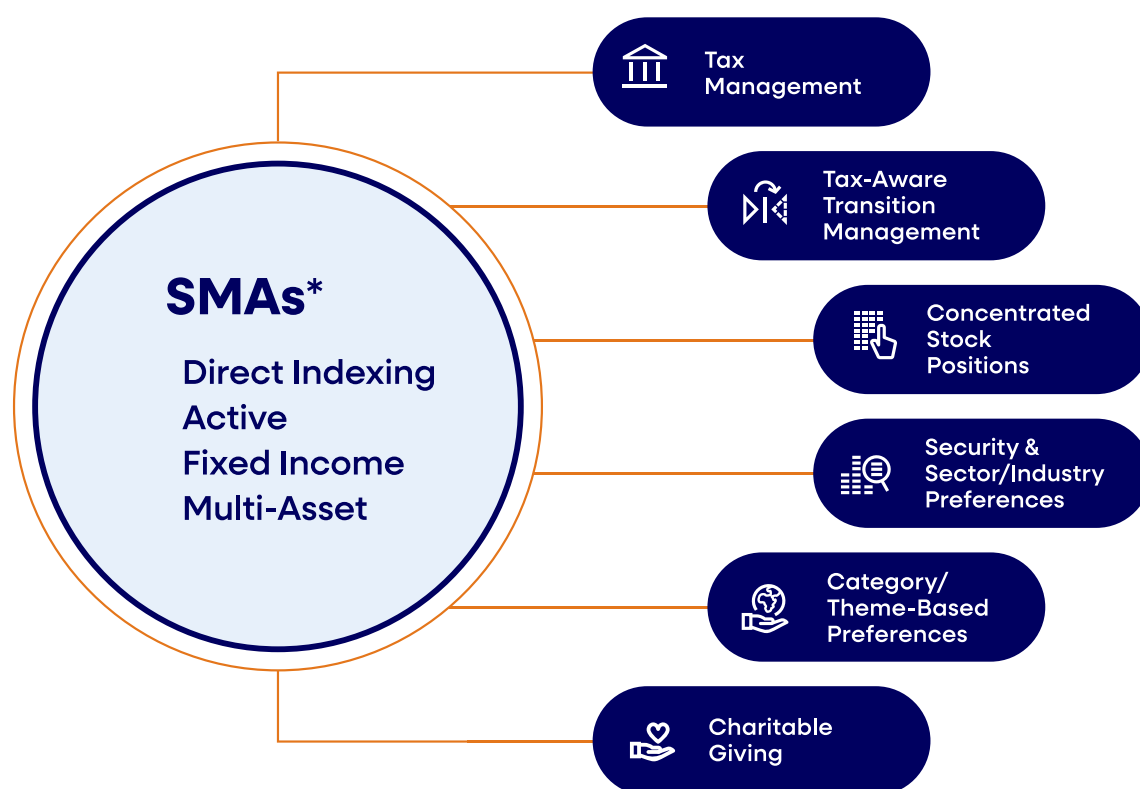 SMAs*
Direct Indexing
Active
Fixed Income
Multi-Asset
Tax
Management
Tax-Aware
Transition
Management
Concentrated
Stock
Positions
Security &
Sector/Industry
Preferences
Category/
Theme-Based
Preferences
Charitable
Giving